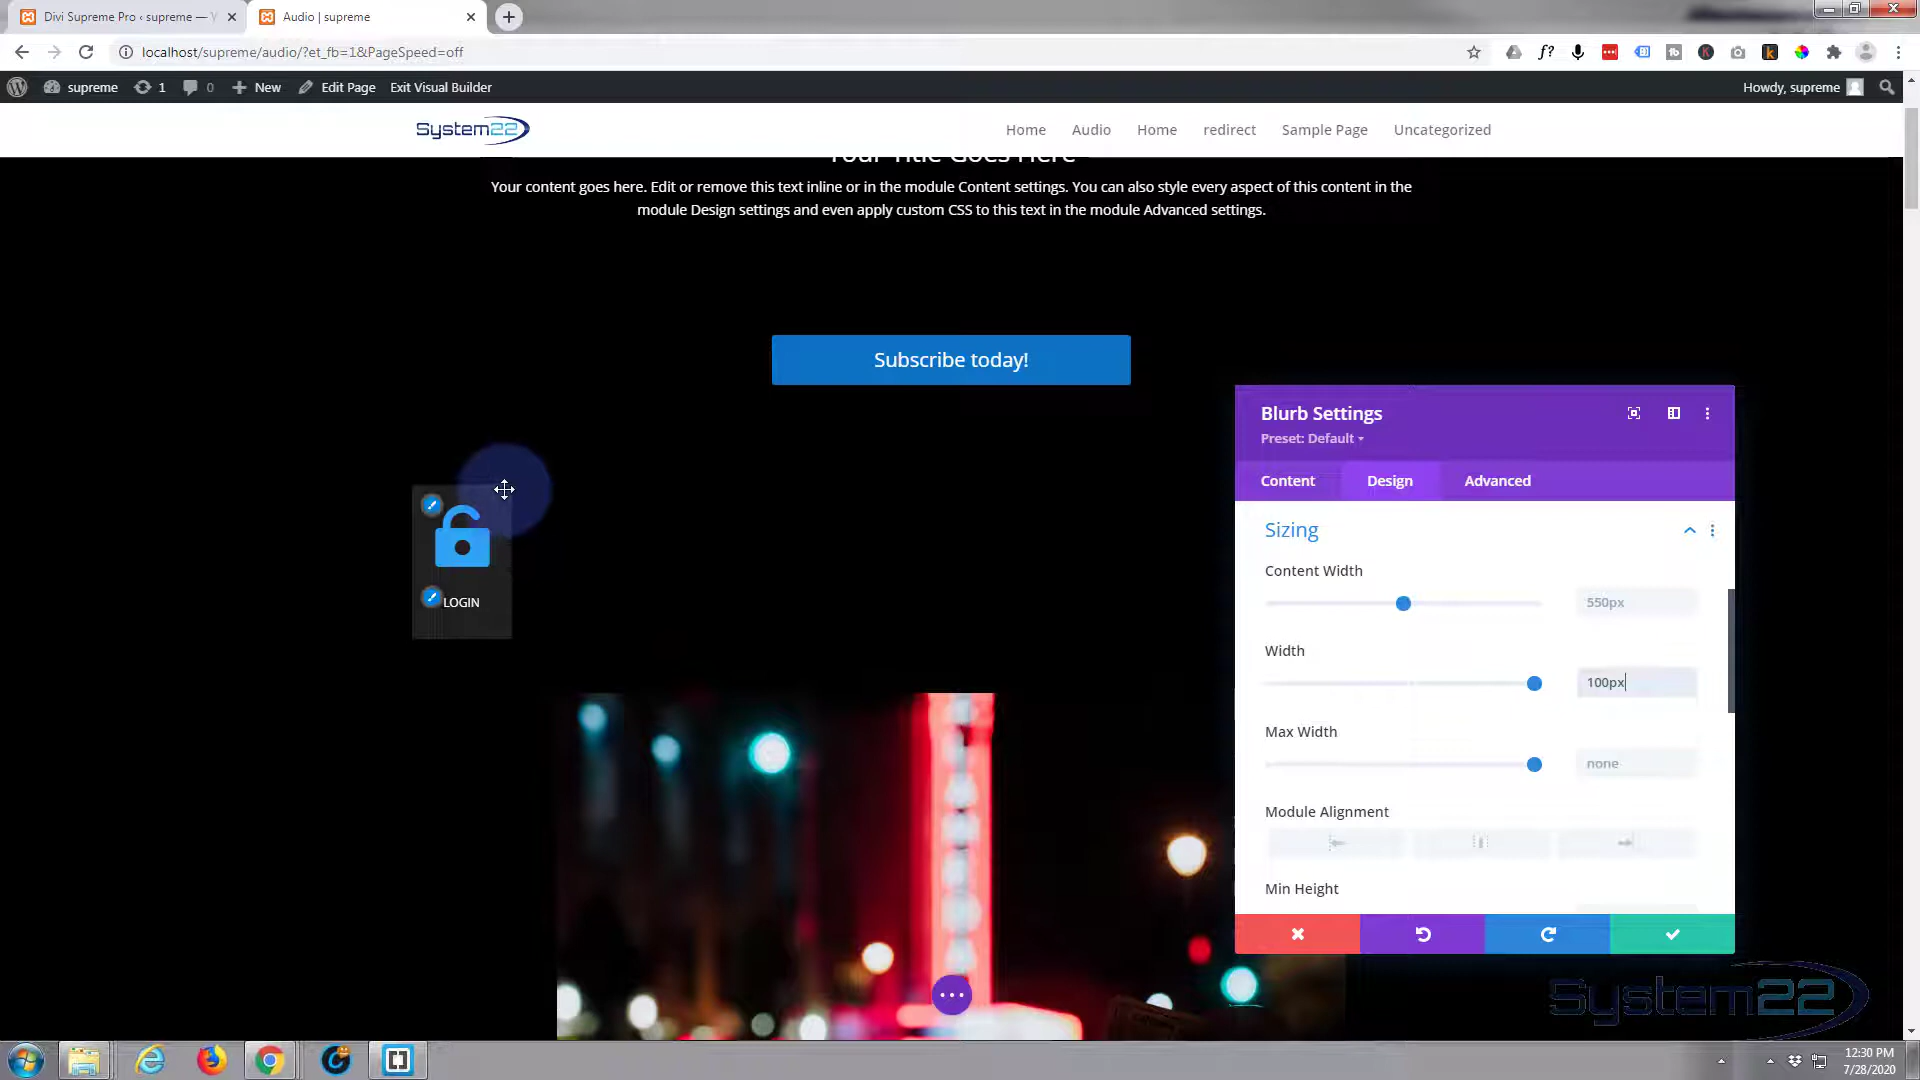 Divi Supreme Pro ‹ supreme —
Audio | supreme
localhost/supreme/audio/?et_fb=1&PageSpeed=off
supreme
1
0
New
Edit Page
Exit Visual Builder
Howdy, supreme
System22
Home
Audio
Home
redirect
Sample Page
Uncategorized
Your Title Goes Here
Your content goes here. Edit or remove this text inline or in the module Content settings. You can also style every aspect of this content in the
module Design settings and even apply custom CSS to this text in the module Advanced settings.
Subscribe today!
LOGIN
Blurb Settings
Preset: Default
Content
Design
Advanced
Sizing
Content Width
550px
Width
100px
Max Width
none
Module Alignment
Min Height
System22
12:30 PM
7/28/2020